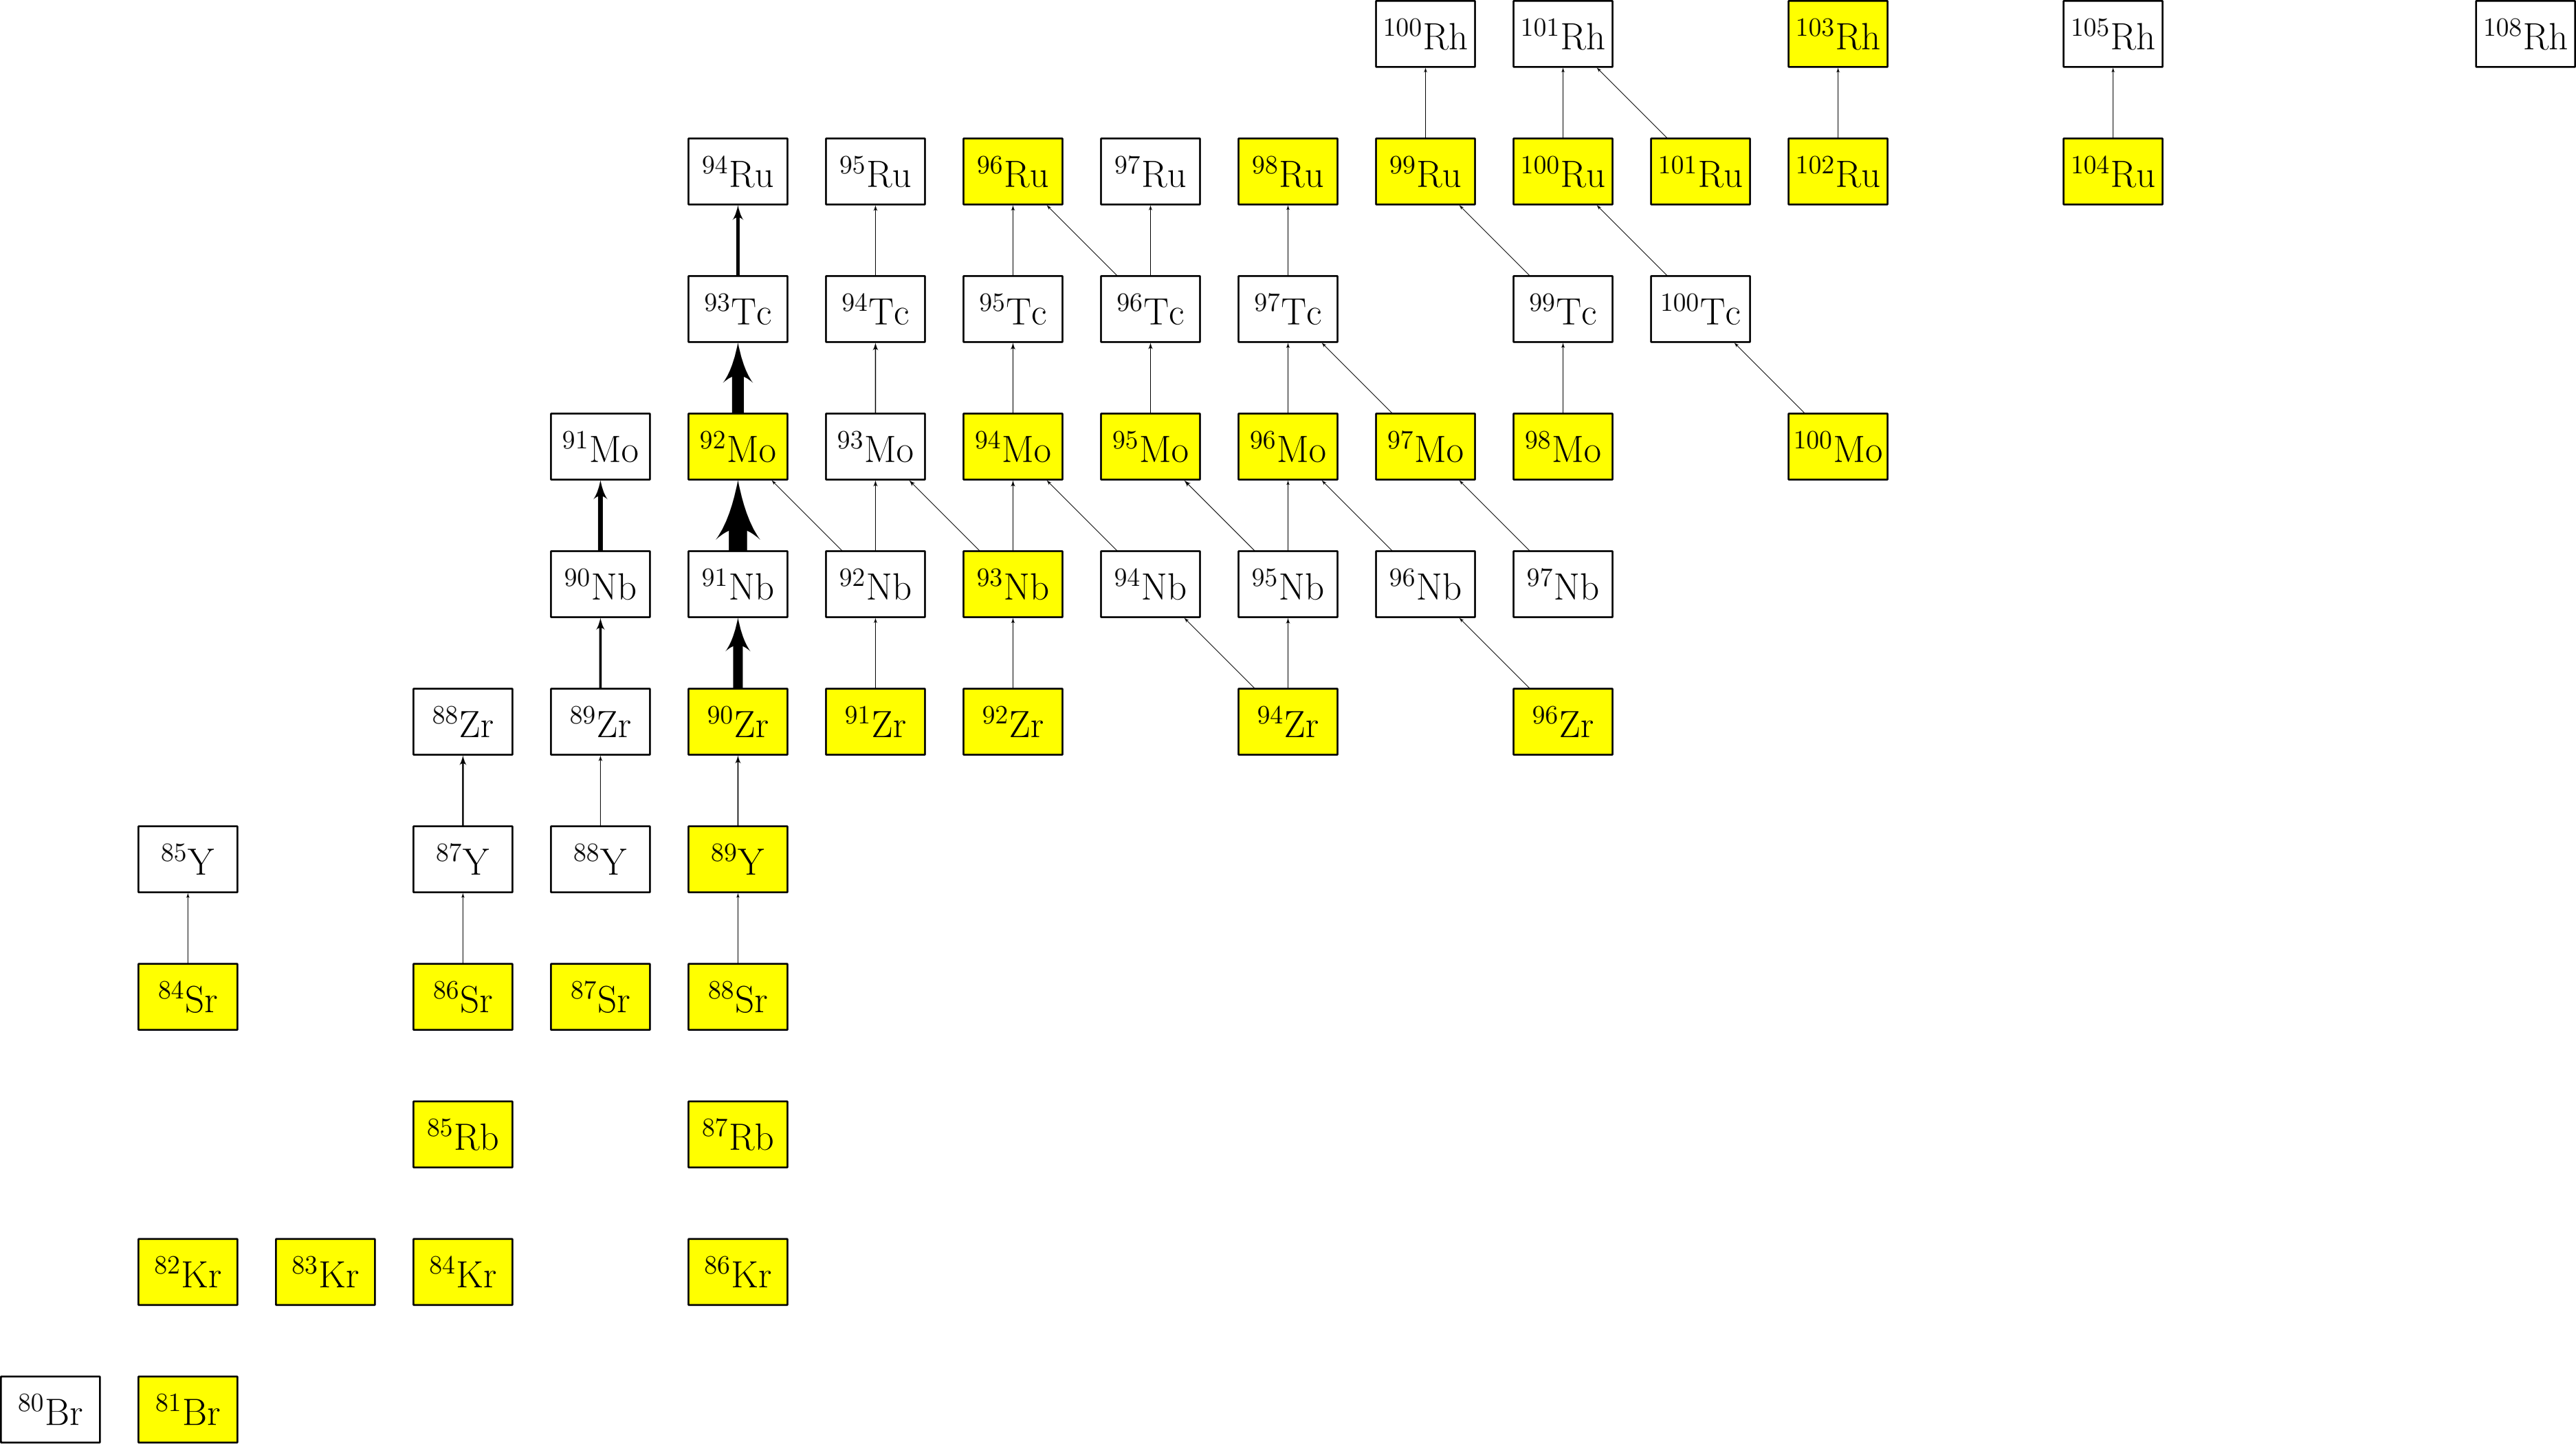 ¹⁰⁰Rh ¹⁰¹Rh ¹⁰³Rh ¹⁰⁵Rh ¹⁰⁸Rh
⁹⁴Ru ⁹⁵Ru ⁹⁶Ru ⁹⁷Ru ⁹⁸Ru ⁹⁹Ru ¹⁰⁰Ru ¹⁰¹Ru ¹⁰²Ru ¹⁰⁴Ru
⁹³Tc ⁹⁴Tc ⁹⁵Tc ⁹⁶Tc ⁹⁷Tc ⁹⁹Tc ¹⁰⁰Tc
⁹¹Mo ⁹²Mo ⁹³Mo ⁹⁴Mo ⁹⁵Mo ⁹⁶Mo ⁹⁷Mo ⁹⁸Mo ¹⁰⁰Mo
⁹⁰Nb ⁹¹Nb ⁹²Nb ⁹³Nb ⁹⁴Nb ⁹⁵Nb ⁹⁶Nb ⁹⁷Nb
⁸⁸Zr ⁸⁹Zr ⁹⁰Zr ⁹¹Zr ⁹²Zr ⁹⁴Zr ⁹⁶Zr
⁸⁵Y ⁸⁷Y ⁸⁸Y ⁸⁹Y
⁸⁴Sr ⁸⁶Sr ⁸⁷Sr ⁸⁸Sr
⁸⁵Rb ⁸⁷Rb
⁸²Kr ⁸³Kr ⁸⁴Kr ⁸⁶Kr
⁸⁰Br ⁸¹Br